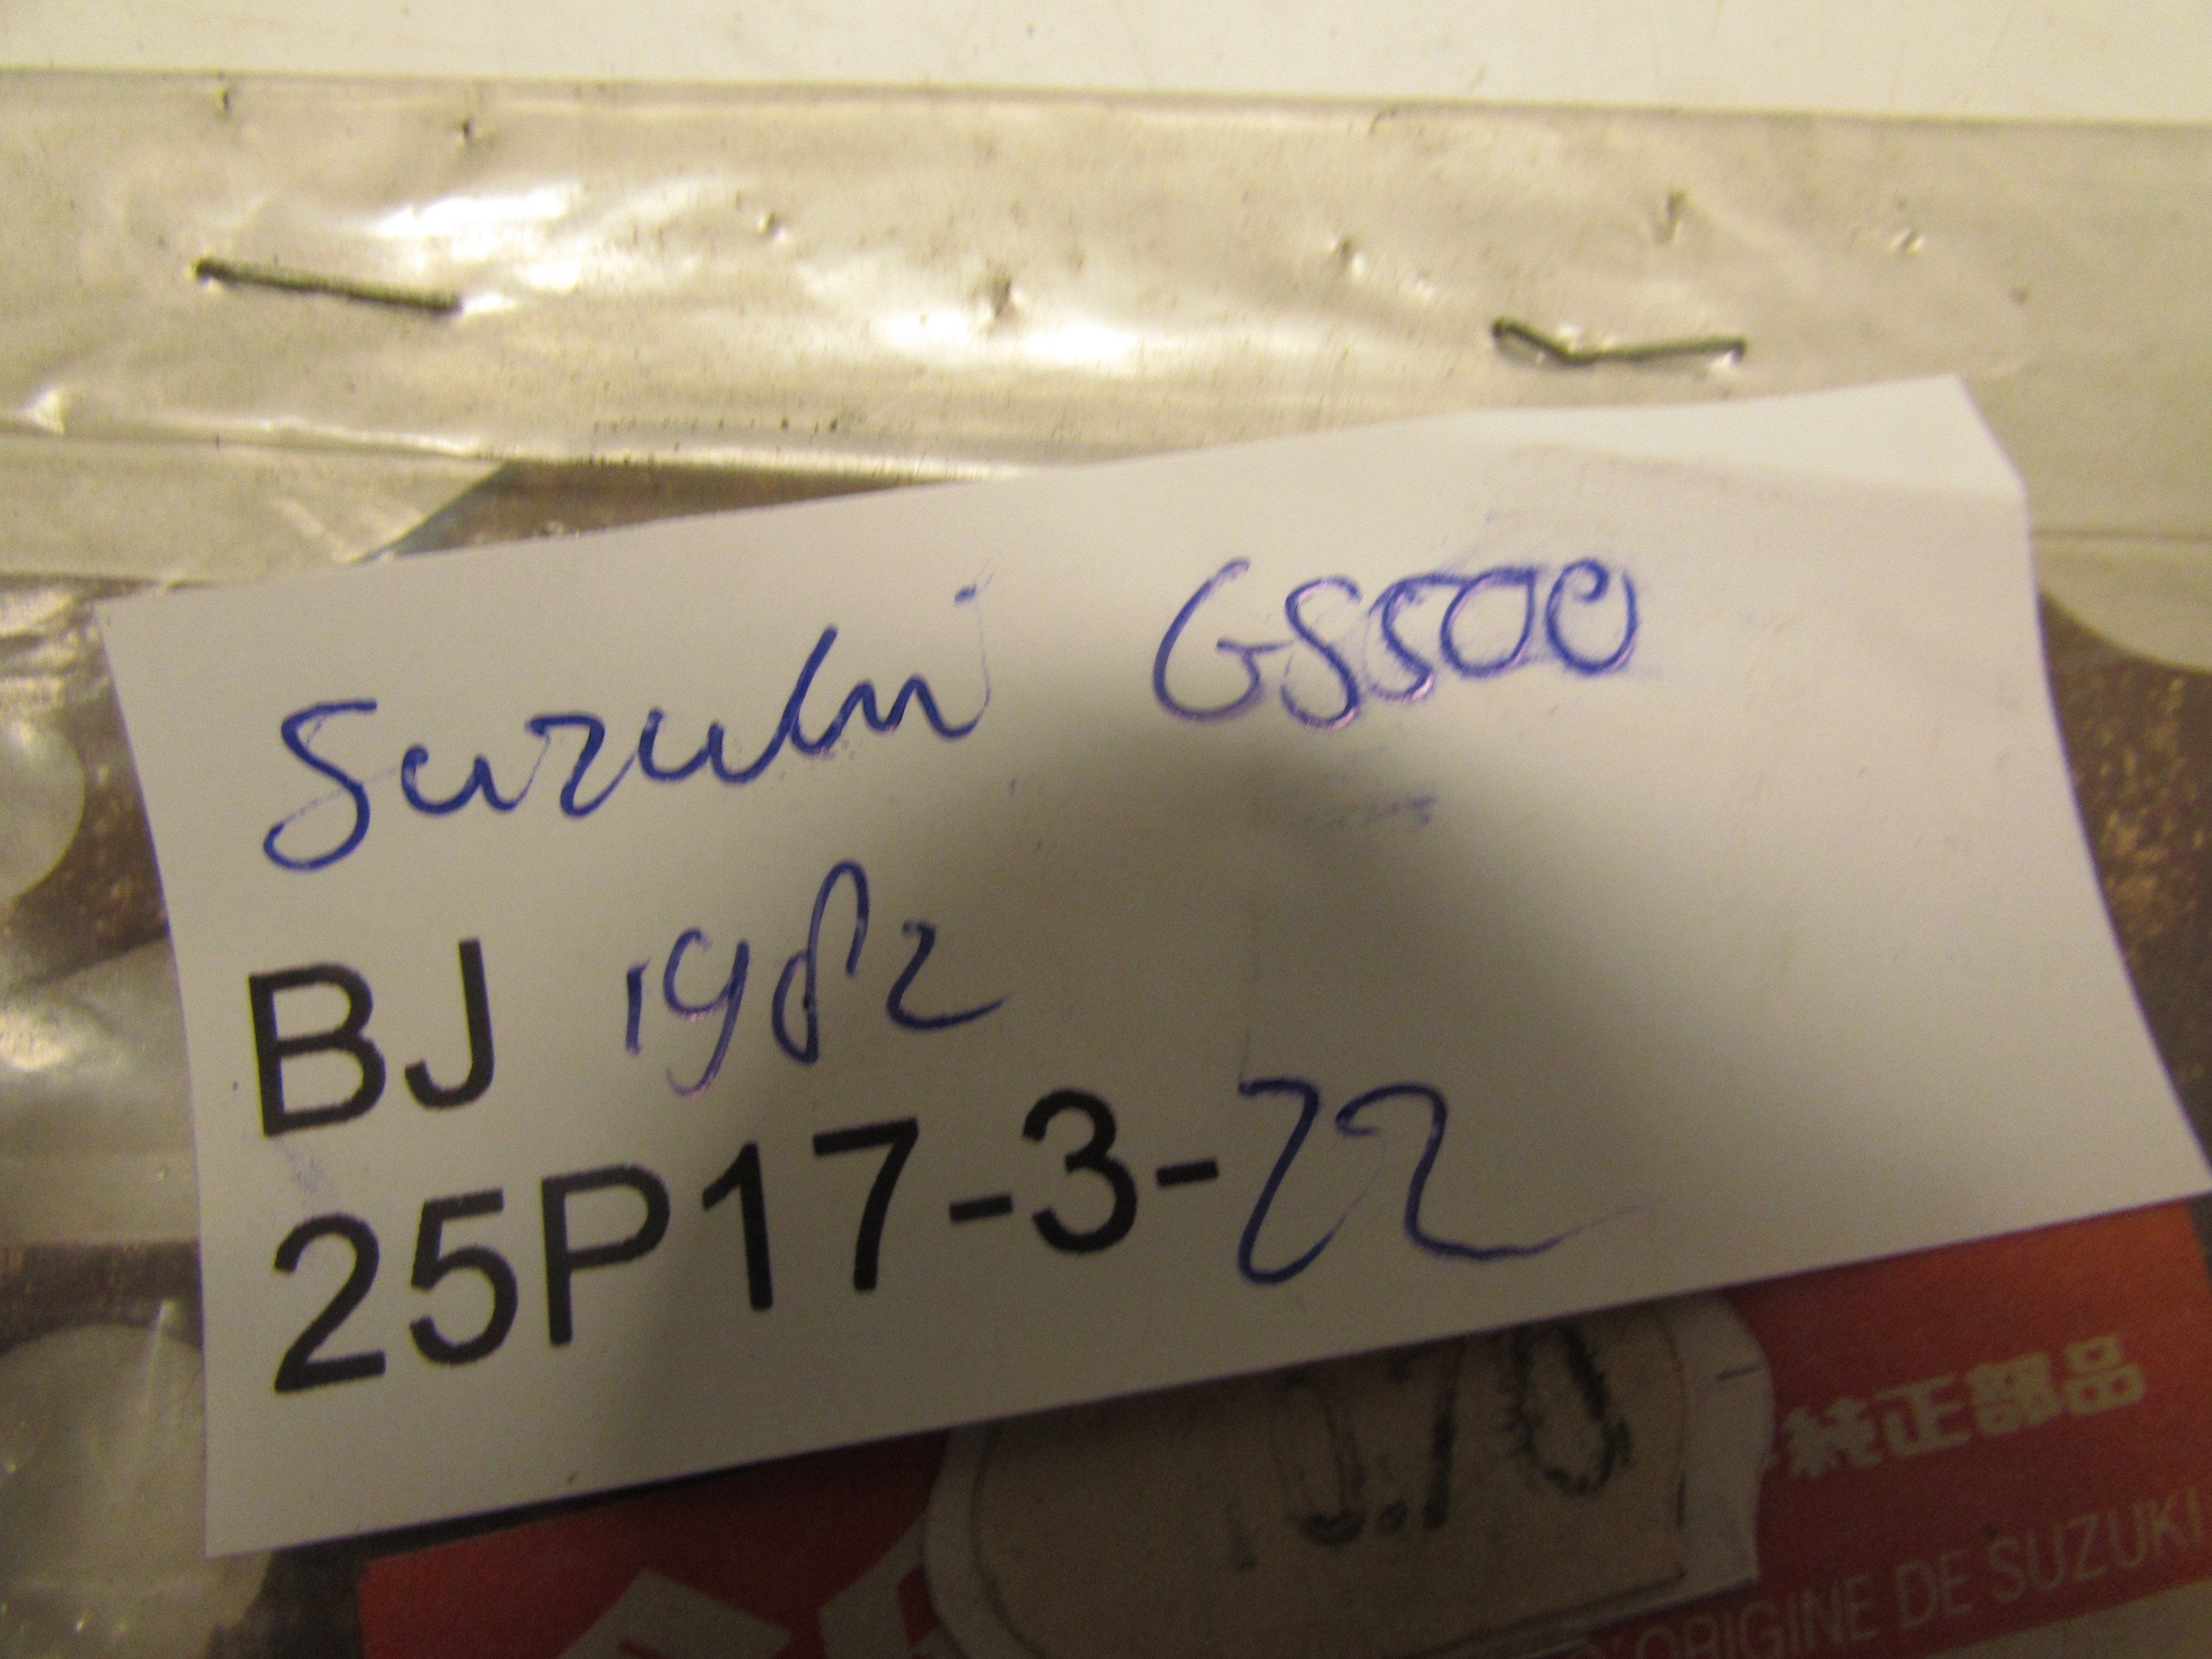 Suzuki GS500
BJ 1982
25P17-3-22
純正部品
ORIGINE DE SUZUKI